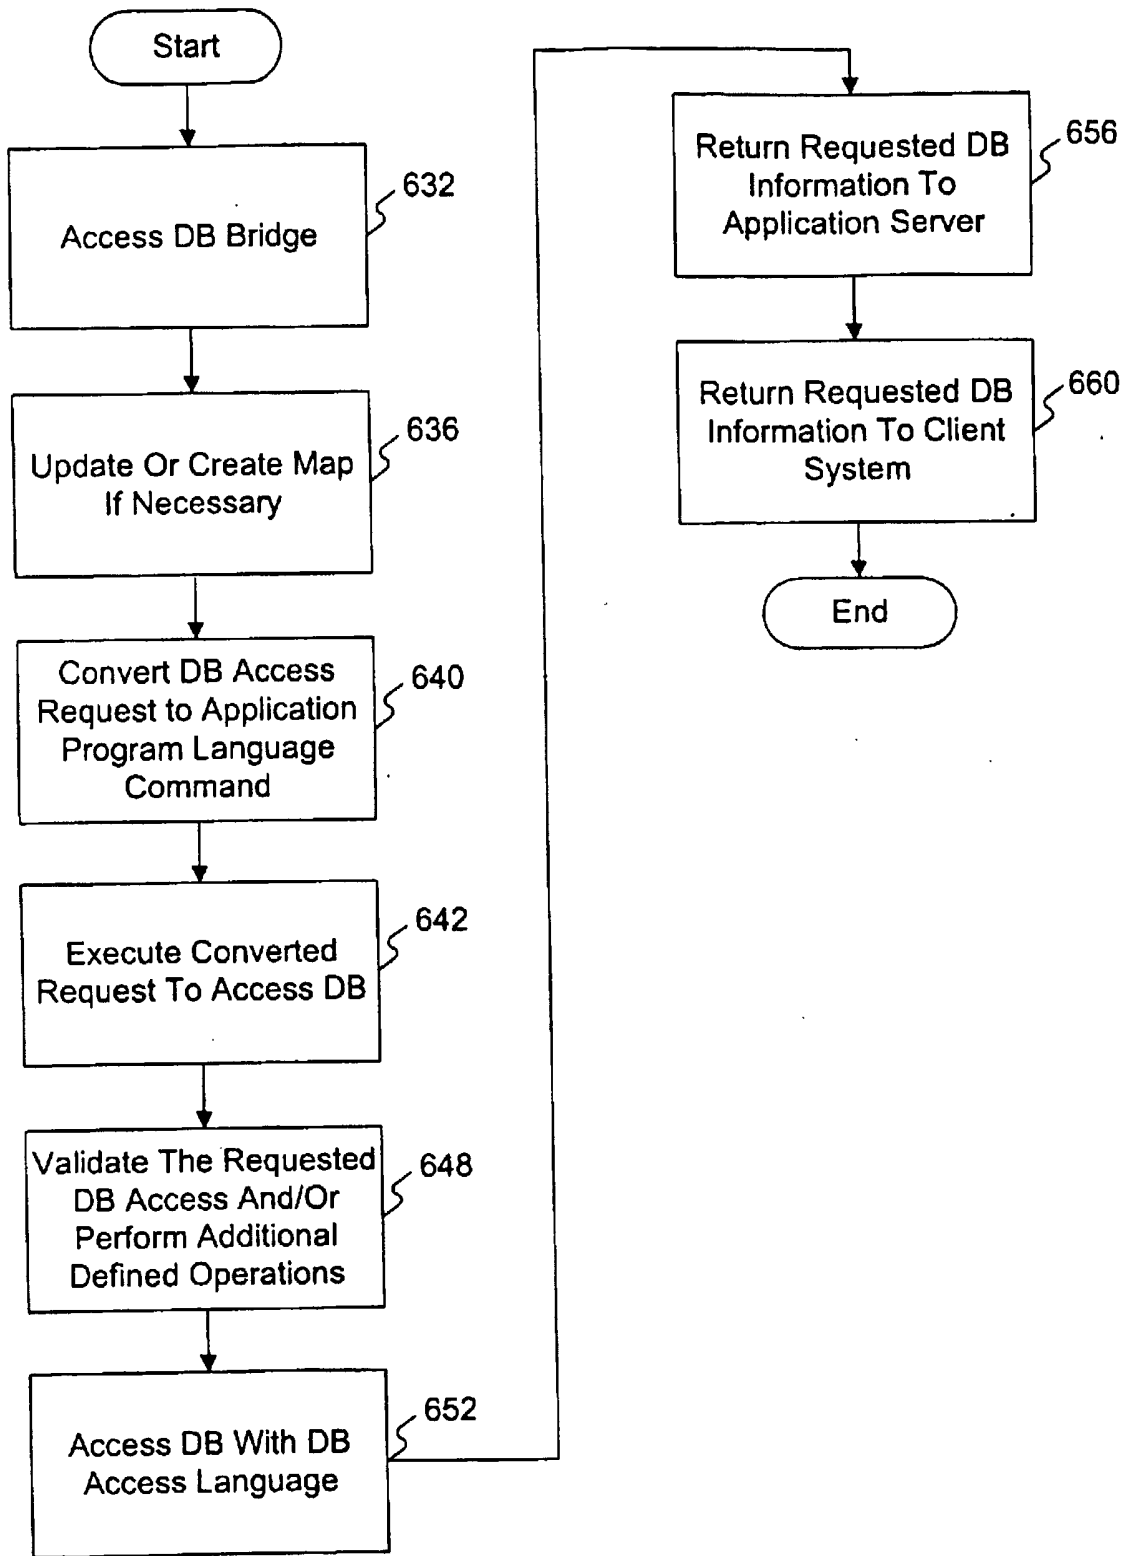 Start
Access DB Bridge
632
Update Or Create Map
If Necessary
636
Convert DB Access
Request to Application
Program Language
Command
640
Execute Converted
Request To Access DB
642
Validate The Requested
DB Access And/Or
Perform Additional
Defined Operations
648
Access DB With DB
Access Language
652
Return Requested DB
Information To
Application Server
656
Return Requested DB
Information To Client
System
660
End